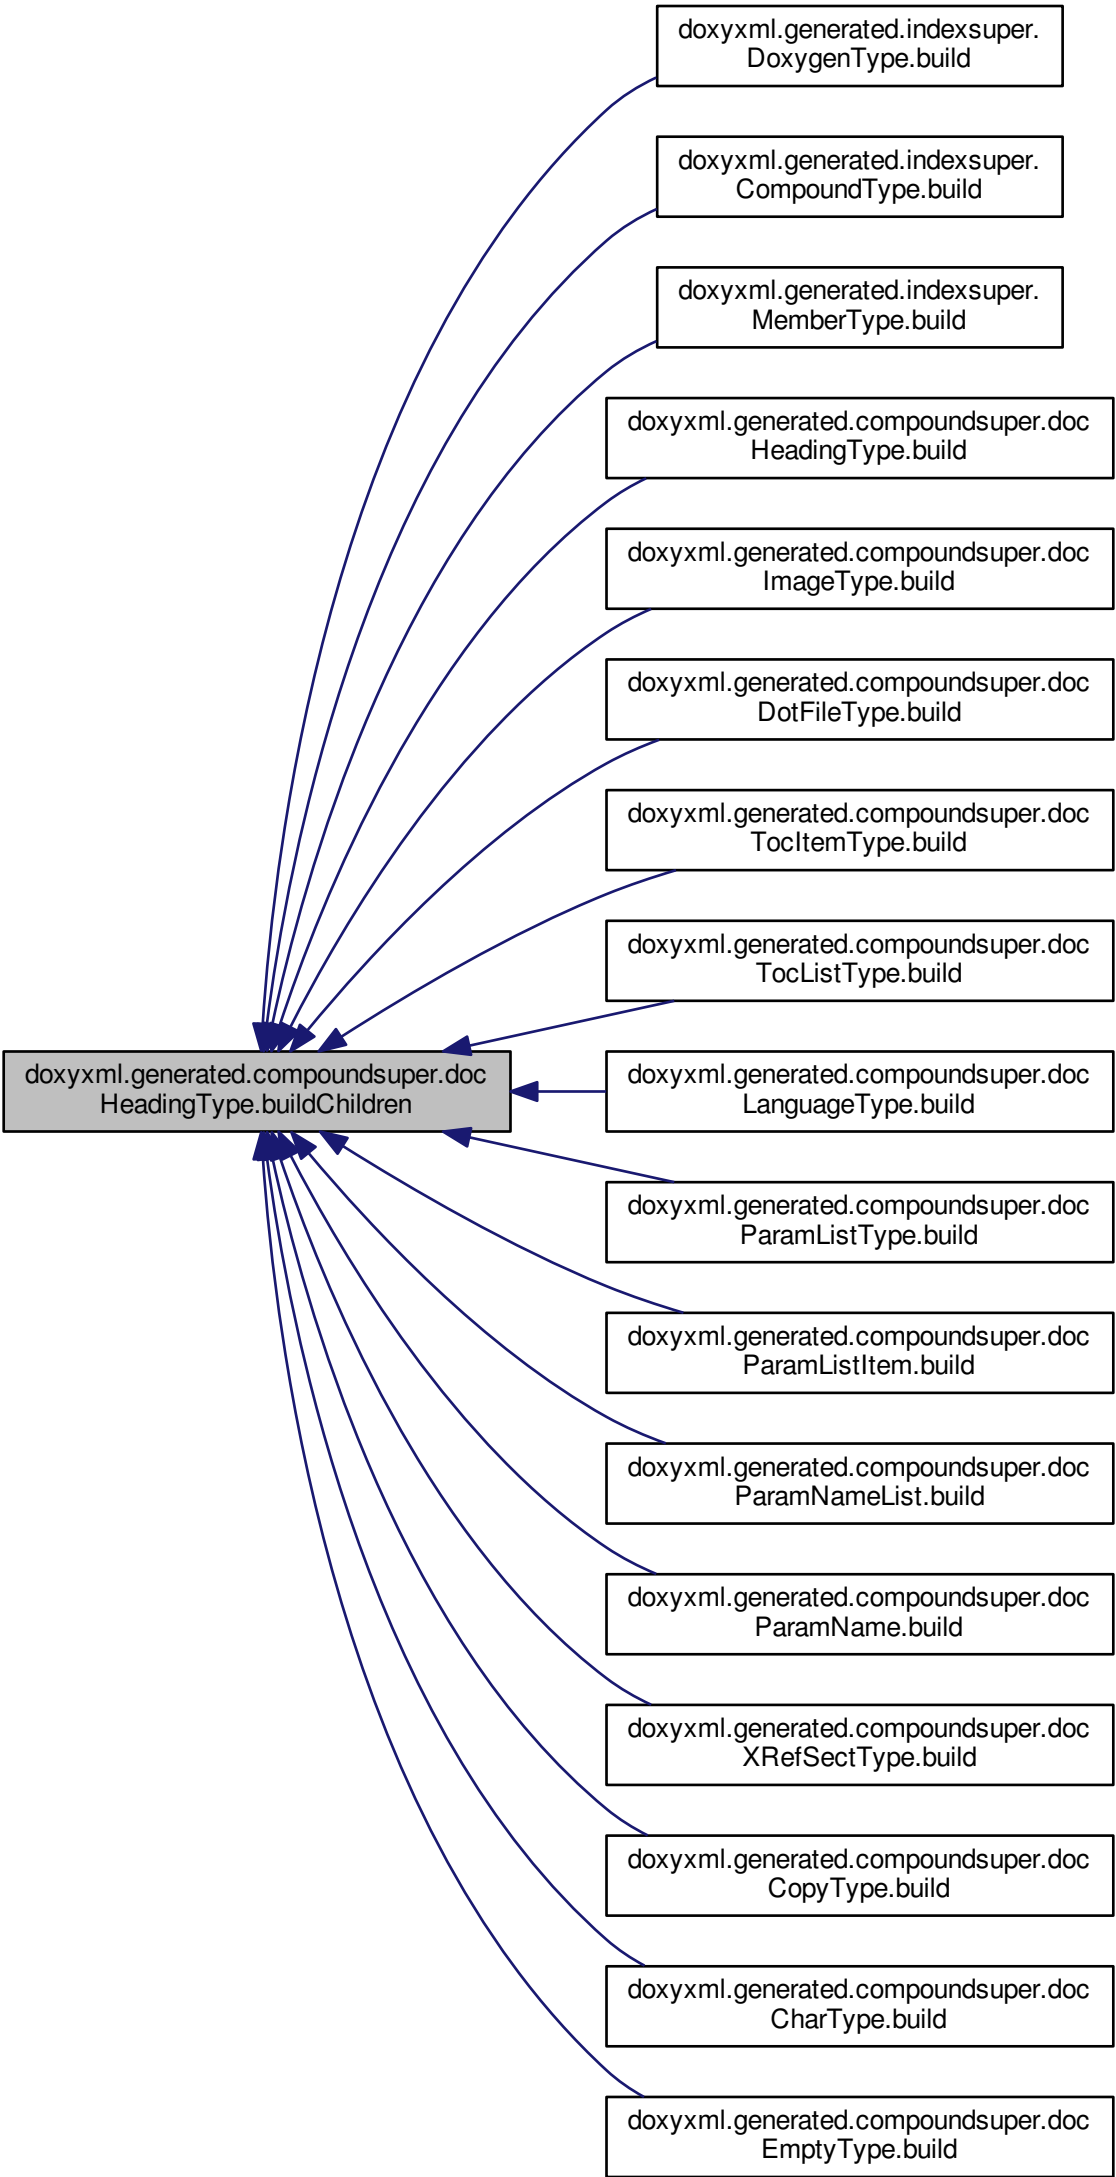 doxyxml.generated.indexsuper.
DoxygenType.build
doxyxml.generated.indexsuper.
CompoundType.build
doxyxml.generated.indexsuper.
MemberType.build
doxyxml.generated.compoundsuper.doc
HeadingType.build
doxyxml.generated.compoundsuper.doc
ImageType.build
doxyxml.generated.compoundsuper.doc
DotFileType.build
doxyxml.generated.compoundsuper.doc
TocItemType.build
doxyxml.generated.compoundsuper.doc
TocListType.build
doxyxml.generated.compoundsuper.doc
HeadingType.buildChildren
doxyxml.generated.compoundsuper.doc
LanguageType.build
doxyxml.generated.compoundsuper.doc
ParamListType.build
doxyxml.generated.compoundsuper.doc
ParamListItem.build
doxyxml.generated.compoundsuper.doc
ParamNameList.build
doxyxml.generated.compoundsuper.doc
ParamName.build
doxyxml.generated.compoundsuper.doc
XRefSectType.build
doxyxml.generated.compoundsuper.doc
CopyType.build
doxyxml.generated.compoundsuper.doc
CharType.build
doxyxml.generated.compoundsuper.doc
EmptyType.build